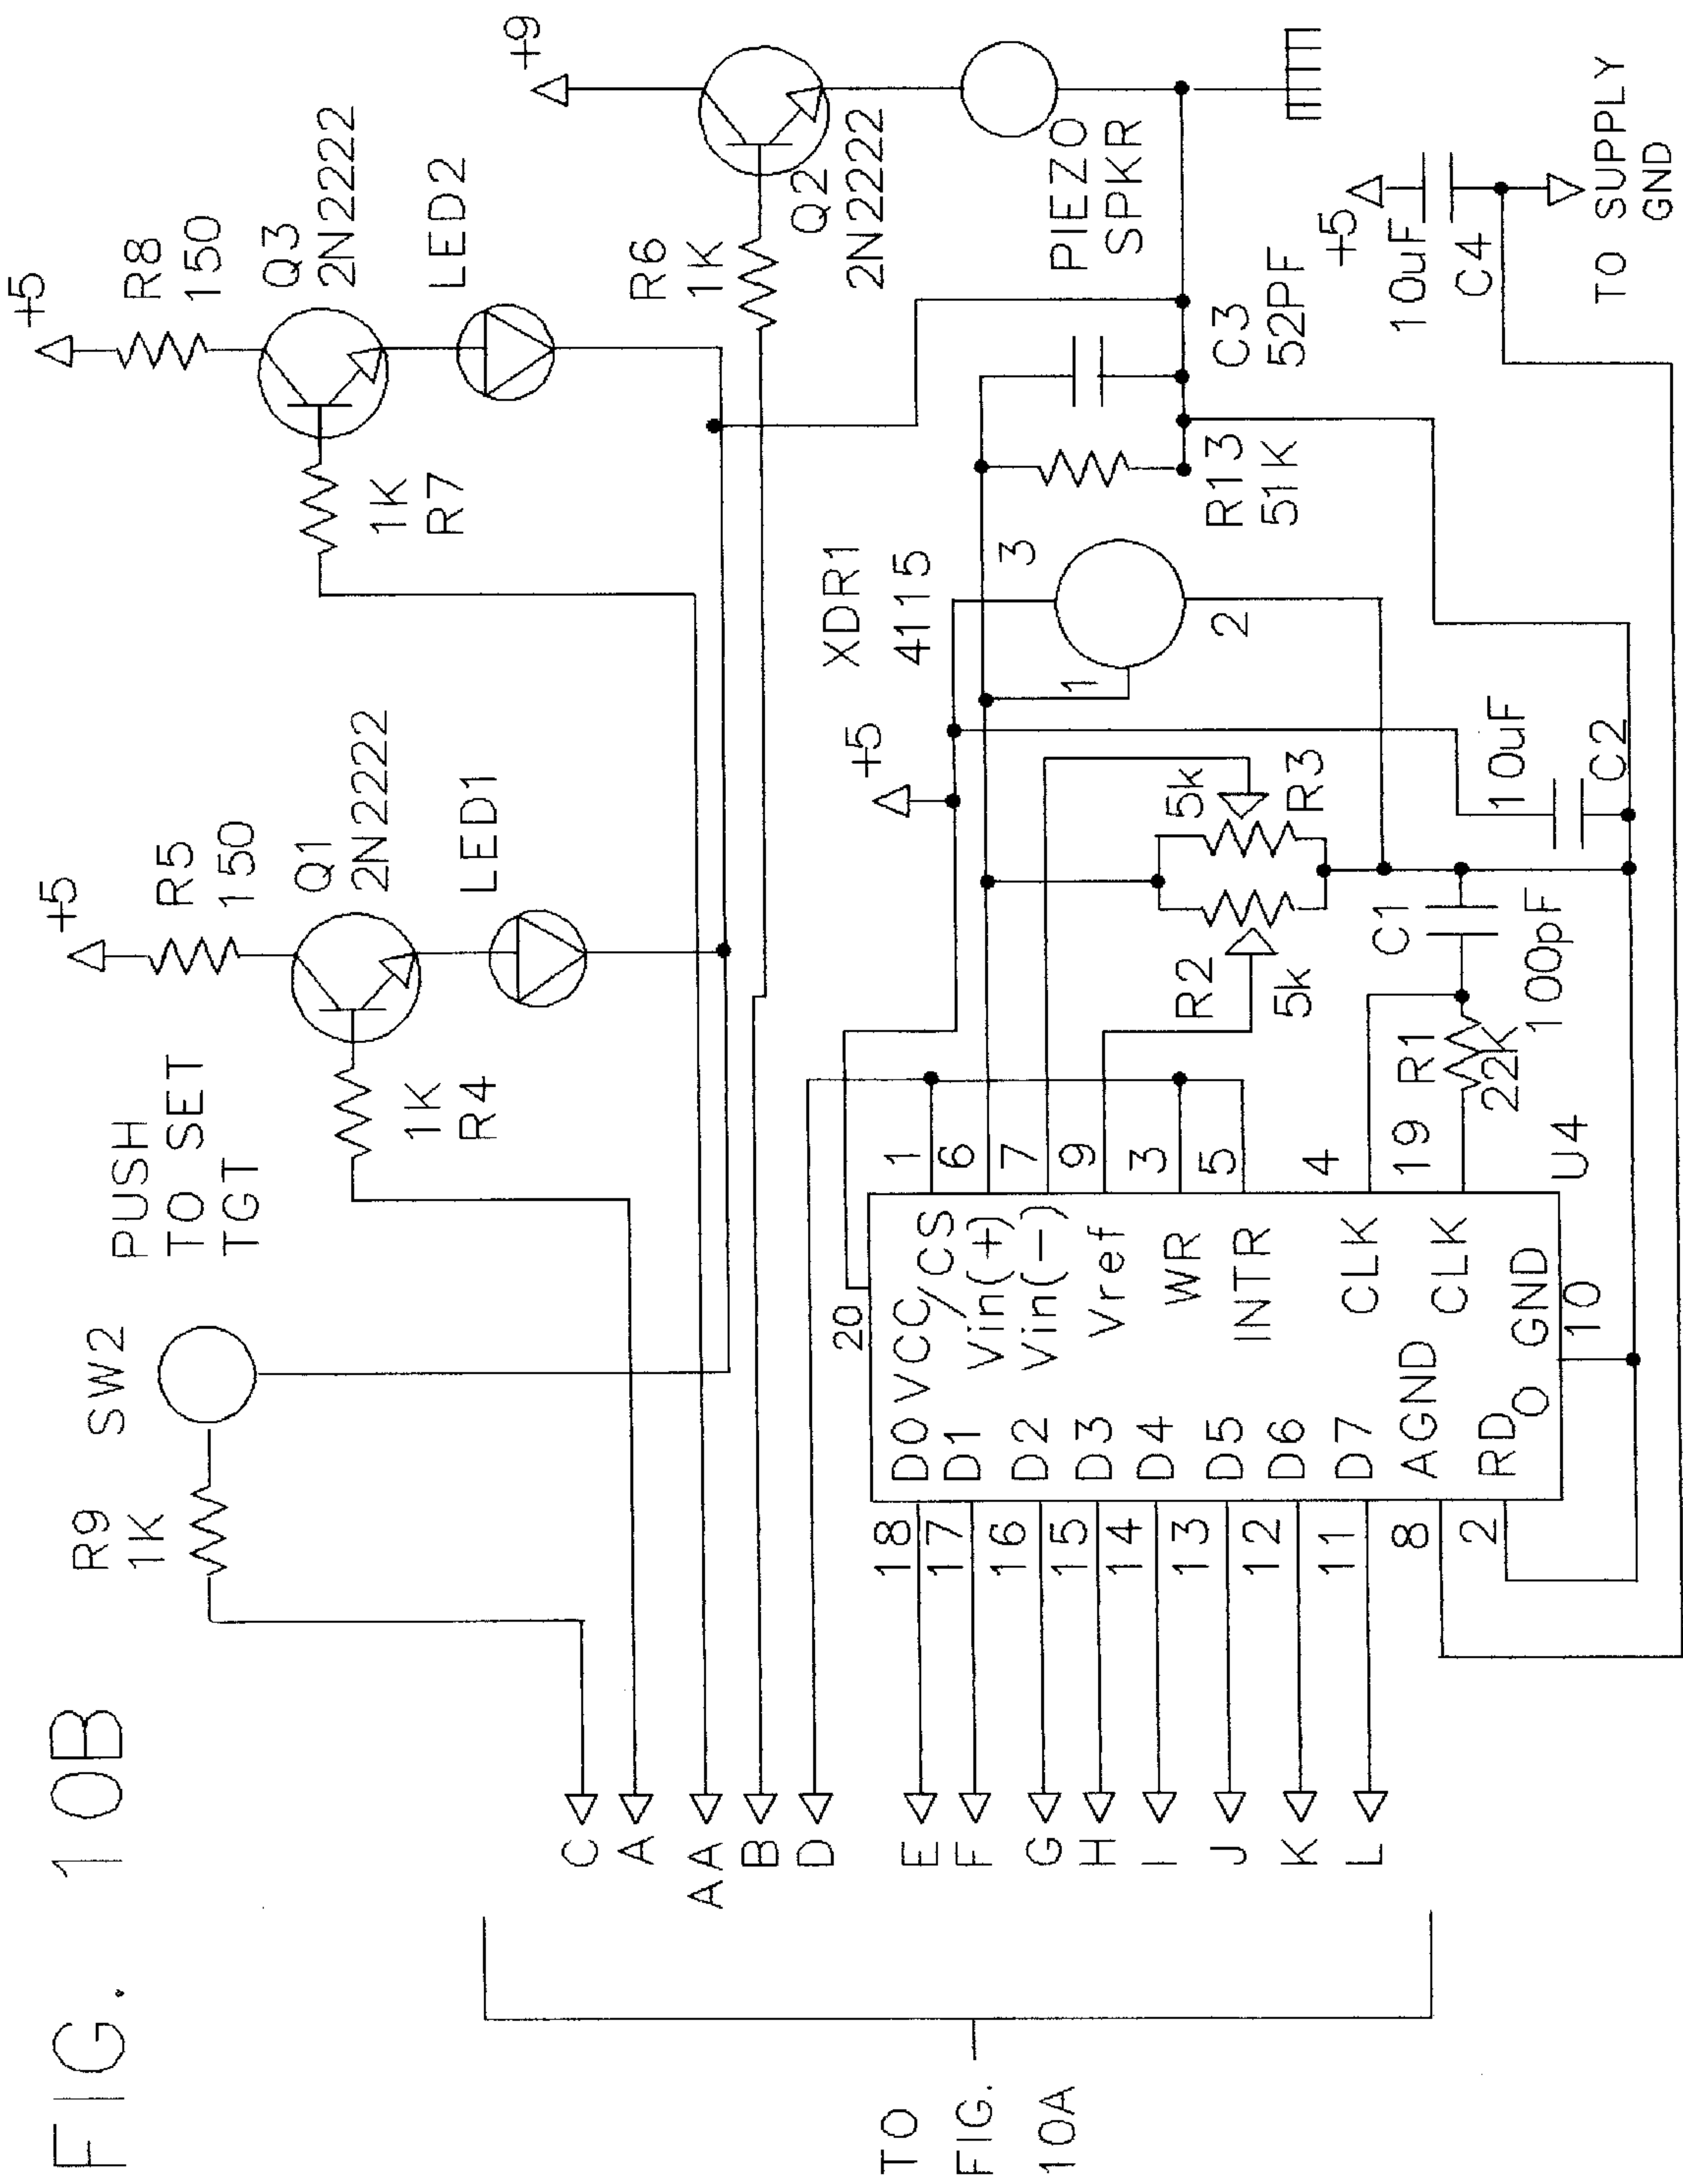 FIG. 10B
+5
R8
150
Q3
2N2222
LED2
1K
R7
+5
R5
150
Q1
2N2222
LED1
1K
R4
PUSH
TO SET
TGT
SW2
R9
1K
+9
Q2
2N2222
R6
1K
PIEZO
SPKR
+5
10uF
C4
TO SUPPLY
GND
C3
52PF
R13
51K
XDR1
4115
3
1
2
+5
5k
R3
R2
5k
10uF
C2
C1
100pF
R1
22K
U4
20
1
6
7
9
3
5
4
19
10
VCC
/CS
Vin(+)
Vin(-)
Vref
WR
INTR
CLK
CLK
GND
D0
D1
D2
D3
D4
D5
D6
D7
AGND
RD
O
18
17
16
15
14
13
12
11
8
2
C
A
AA
B
D
E
F
G
H
I
J
K
L
TO
FIG.
10A